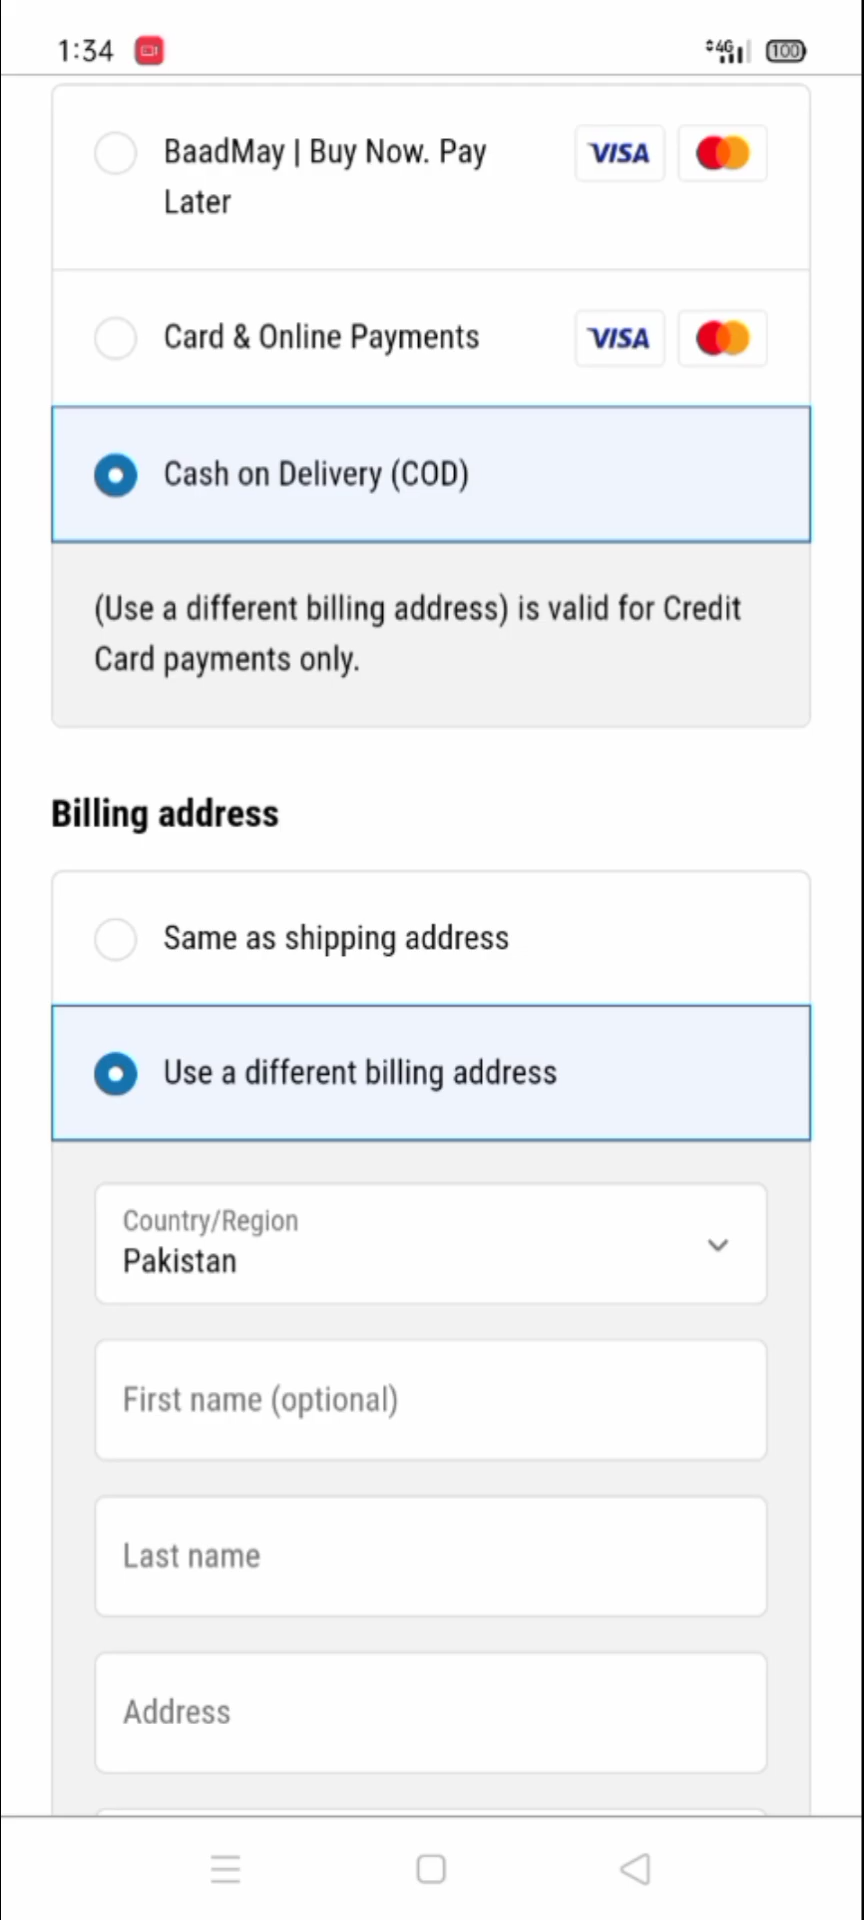 1:34
4G
100
BaadMay | Buy Now. Pay
Later
VISA
Card & Online Payments
VISA
Cash on Delivery (COD)
(Use a different billing address) is valid for Credit
Card payments only.
Billing address
Same as shipping address
Use a different billing address
Country/Region
Pakistan
First name (optional)
Last name
Address